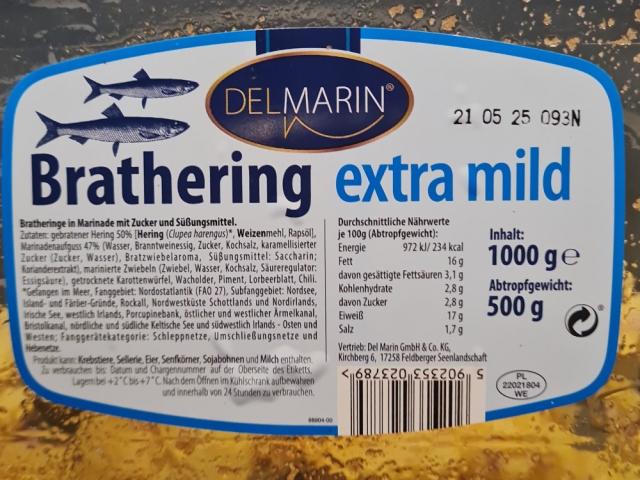 DELMARIN®
21 05 25 093N
Brathering extra mild
Bratheringe in Marinade mit Zucker und Süßungsmittel.
Zutaten: gebratener Hering 50% [Hering (Clupea harengus)*, Weizenmehl, Rapsöl],
Marinadenaufguss 47% (Wasser, Branntweinessig, Zucker, Kochsalz, karamellisierter
Zucker (Zucker, Wasser), Bratzwiebelaroma, Süßungsmittel: Saccharin;
Korianderextrakt), marinierte Zwiebeln (Zwiebel, Wasser, Kochsalz, Säureregulator:
Essigsäure), getrocknete Karottenwürfel, Wacholder, Piment, Lorbeerblatt, Chilli.
*Gefangen im Meer, Fanggebiet: Nordostatlantik (FAO 27), Subfanggebiet: Nordsee,
Island- und Färöer-Gründe, Rockall, Nordwestküste Schottlands und Nordirlands,
Irische See, westlich Irlands, Porcupinebank, östlicher und westlicher Ärmelkanal,
Bristolkanal, nördliche und südliche Keltische See und südwestlich Irlands - Osten und
Westen; Fanggerätekategorie: Schleppnetze, Umschließungsnetze und
Hebenetze.
Produkt kann: Krebstiere, Sellerie, Eier, Senfkörner, Sojabohnen und Milch enthalten.
Zu verbrauchen bis: Datum und Chargennummer auf der Oberseite des Etiketts.
Lagern bei +2°C bis +7°C. Nach dem Öffnen im Kühlschrank aufbewahren
und innerhalb von 24 Stunden zu verbrauchen.
Durchschnittliche Nährwerte
je 100g (Abtropfgewicht):
Energie 972 kJ/ 234 kcal
Fett 16 g
davon gesättigte Fettsäuren 3,1 g
Kohlenhydrate 2,8 g
davon Zucker 2,8 g
Eiweiß 17 g
Salz 1,7 g
Vertrieb: Del Marin GmbH & Co. KG,
Kirchberg 6, 17258 Feldberger Seenlandschaft
Inhalt:
1000 g e
Abtropfgewicht:
500 g
5 902553 023789 >
PL
22021804
WE